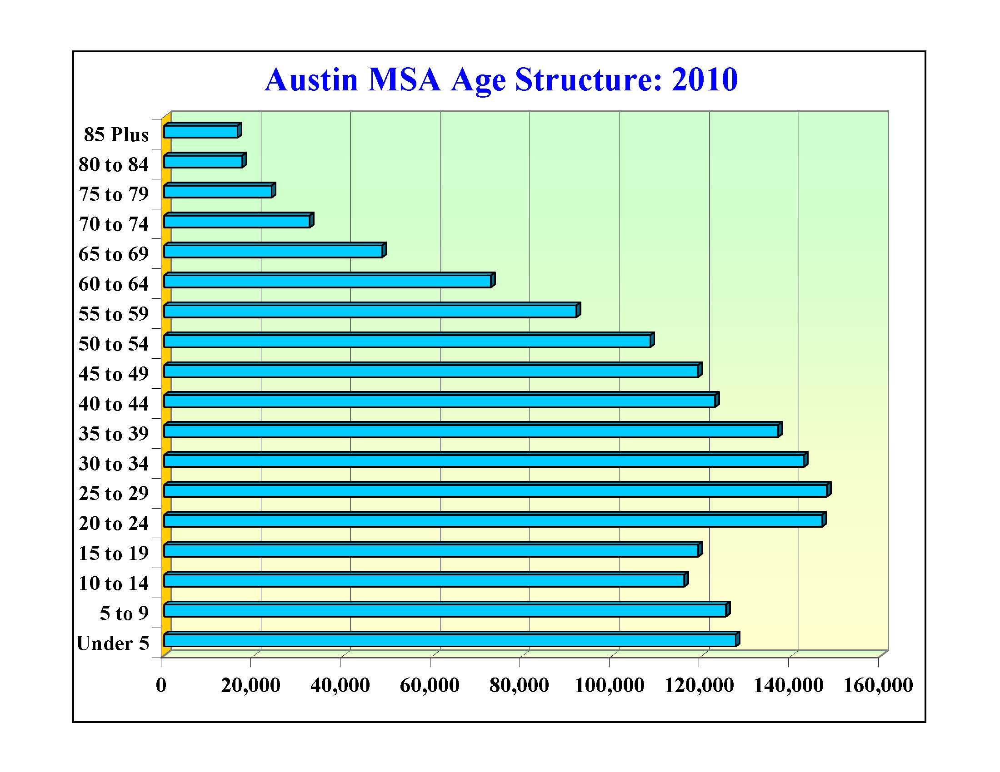 Austin MSA Age Structure: 2010
85 Plus
80 to 84
75 to 79
70 to 74
65 to 69
60 to 64
55 to 59
50 to 54
45 to 49
40 to 44
35 to 39
30 to 34
25 to 29
20 to 24
15 to 19
10 to 14
5 to 9
Under 5
0 20,000 40,000 60,000 80,000 100,000 120,000 140,000 160,000